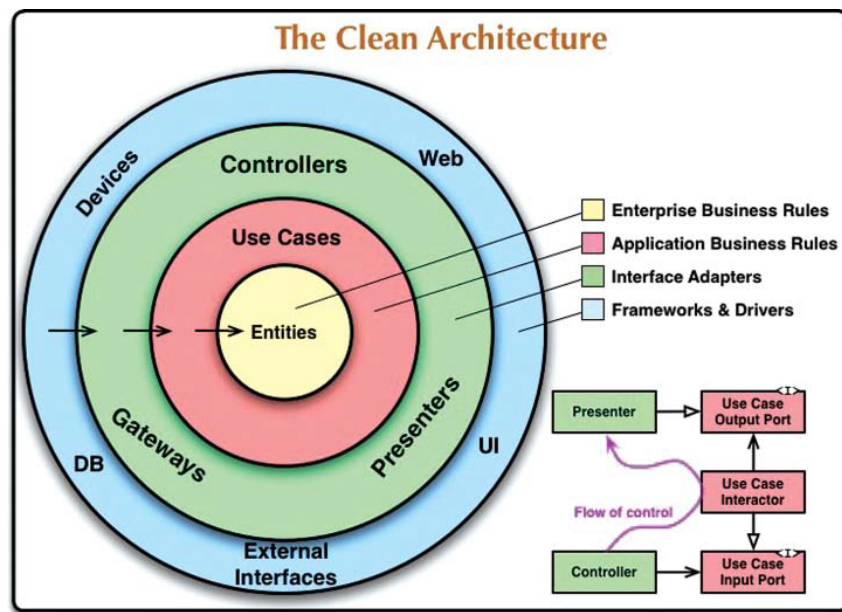 The Clean Architecture
Devices
Controllers
Web
Use Cases
Entities
Gateways
Presenters
DB
UI
External
Interfaces
Enterprise Business Rules
Application Business Rules
Interface Adapters
Frameworks & Drivers
Presenter
<I>
Use Case
Output Port
Use Case
Interactor
Flow of control
Controller
<I>
Use Case
Input Port